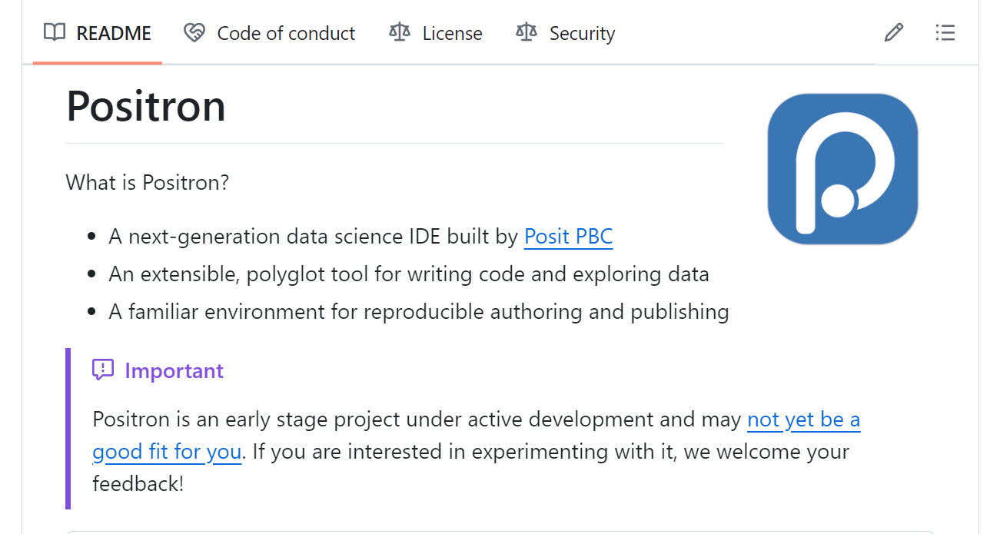 README Code of conduct License Security
Positron
What is Positron?
A next-generation data science IDE built by Posit PBC
An extensible, polyglot tool for writing code and exploring data
A familiar environment for reproducible authoring and publishing
Important
Positron is an early stage project under active development and may not yet be a
good fit for you. If you are interested in experimenting with it, we welcome your
feedback!